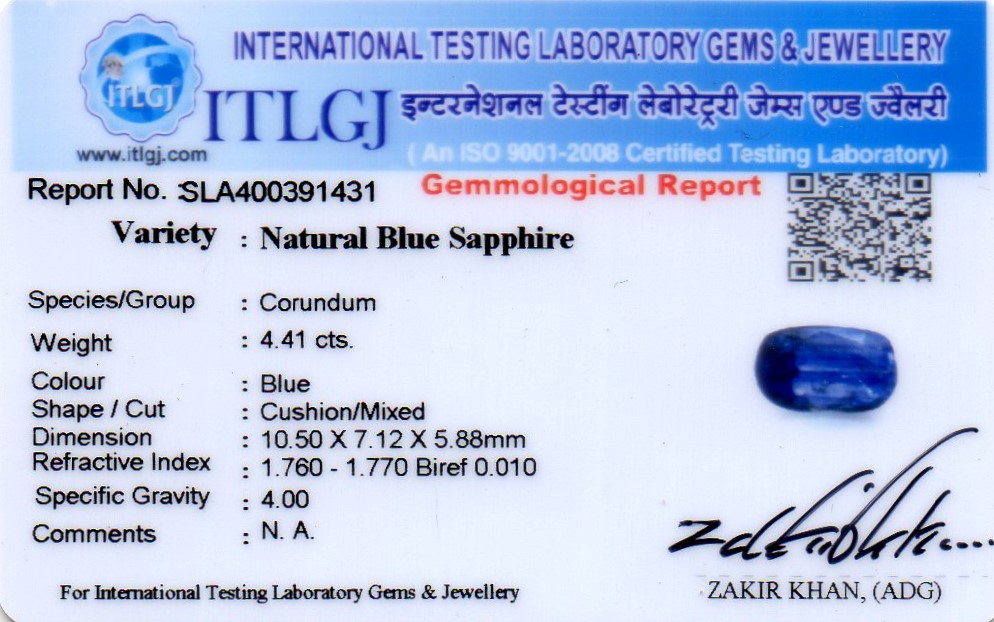 INTERNATIONAL TESTING LABORATORY GEMS & JEWELLERY
ITLGJ
ITLGJ
इन्टरनेशनल टेस्टींग लेबोरेट्ररी जेम्स एण्ड ज्वैलरी
www.itlgj.com
( An ISO 9001-2008 Certified Testing Laboratory)
Report No. :SLA400391431
Gemmological Report
Variety : Natural Blue Sapphire
Species/Group : Corundum
Weight : 4.41 cts.
Colour : Blue
Shape / Cut : Cushion/Mixed
Dimension : 10.50 X 7.12 X 5.88mm
Refractive Index : 1.760 - 1.770 Biref 0.010
Specific Gravity : 4.00
Comments : N. A.
For International Testing Laboratory Gems & Jewellery
ZAKIR KHAN, (ADG)